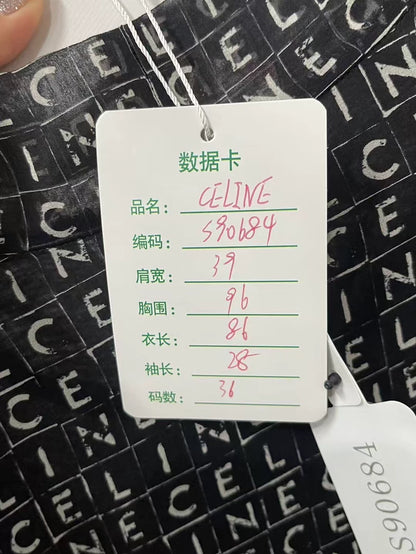 数据卡
品名： CELINE
编码： S90684
肩宽： 39
胸围： 96
衣长： 86
袖长： 28
码数： 36
S90684